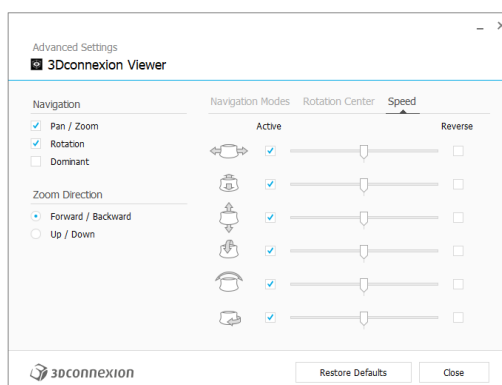 Advanced Settings
3Dconnexion Viewer
Navigation
Pan / Zoom
Rotation
Dominant
Zoom Direction
Forward / Backward
Up / Down
Navigation Modes Rotation Center Speed
Active Reverse
3Dconnexion
Restore Defaults Close